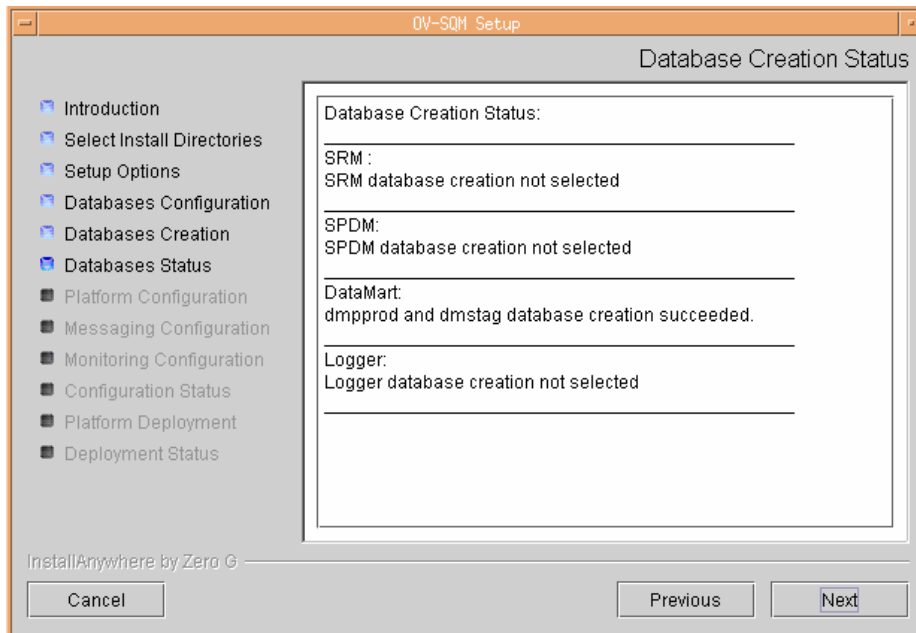 OV-SQM Setup
Database Creation Status
Introduction
Select Install Directories
Setup Options
Databases Configuration
Databases Creation
Databases Status
Platform Configuration
Messaging Configuration
Monitoring Configuration
Configuration Status
Platform Deployment
Deployment Status
Database Creation Status:
SRM :
SRM database creation not selected
SPDM:
SPDM database creation not selected
DataMart:
dmpprod and dmstag database creation succeeded.
Logger:
Logger database creation not selected
InstallAnywhere by Zero G
Cancel
Previous
Next